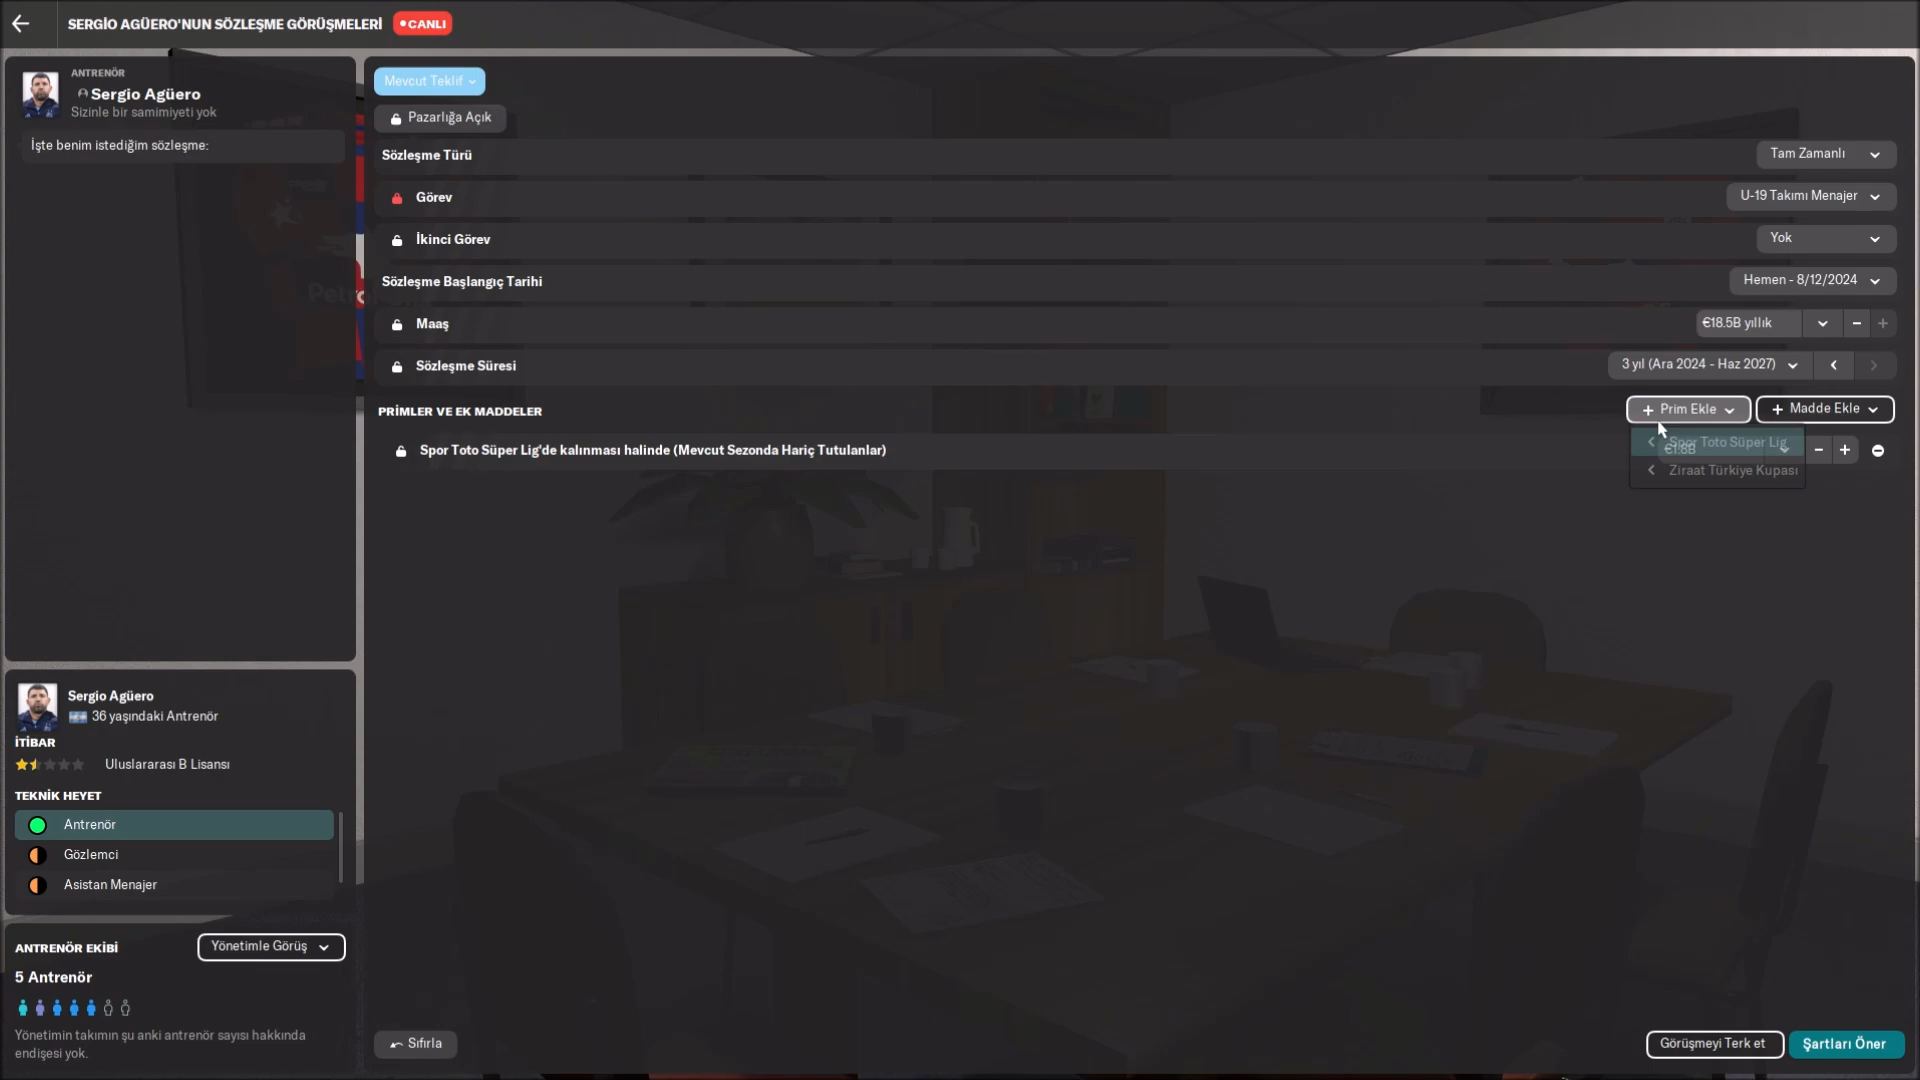 SERGİO AGÜERO'NUN SÖZLEŞME GÖRÜŞMELERİ
CANLI
ANTRENÖR
Sergio Agüero
Sizinle bir samimiyeti yok
İşte benim istediğim sözleşme:
Mevcut Teklif
Pazarlığa Açık
Sözleşme Türü
Tam Zamanlı
Görev
U-19 Takımı Menajer
İkinci Görev
Yok
Sözleşme Başlangıç Tarihi
Hemen - 8/12/2024
Maaş
€18.5B yıllık
Sözleşme Süresi
3 yıl (Ara 2024 - Haz 2027)
PRİMLER VE EK MADDELER
Prim Ekle
Madde Ekle
Spor Toto Süper Lig'de kalınması halinde (Mevcut Sezonda Hariç Tutulanlar)
Spor Toto Süper Lig
€1.8B
Ziraat Türkiye Kupası
Sergio Agüero
36 yaşındaki Antrenör
İTİBAR
Uluslararası B Lisansı
TEKNİK HEYET
Antrenör
Gözlemci
Asistan Menajer
ANTRENÖR EKİBİ
Yönetimle Görüş
5 Antrenör
Yönetimin takımın şu anki antrenör sayısı hakkında
endişesi yok.
Sıfırla
Görüşmeyi Terk et
Şartları Öner